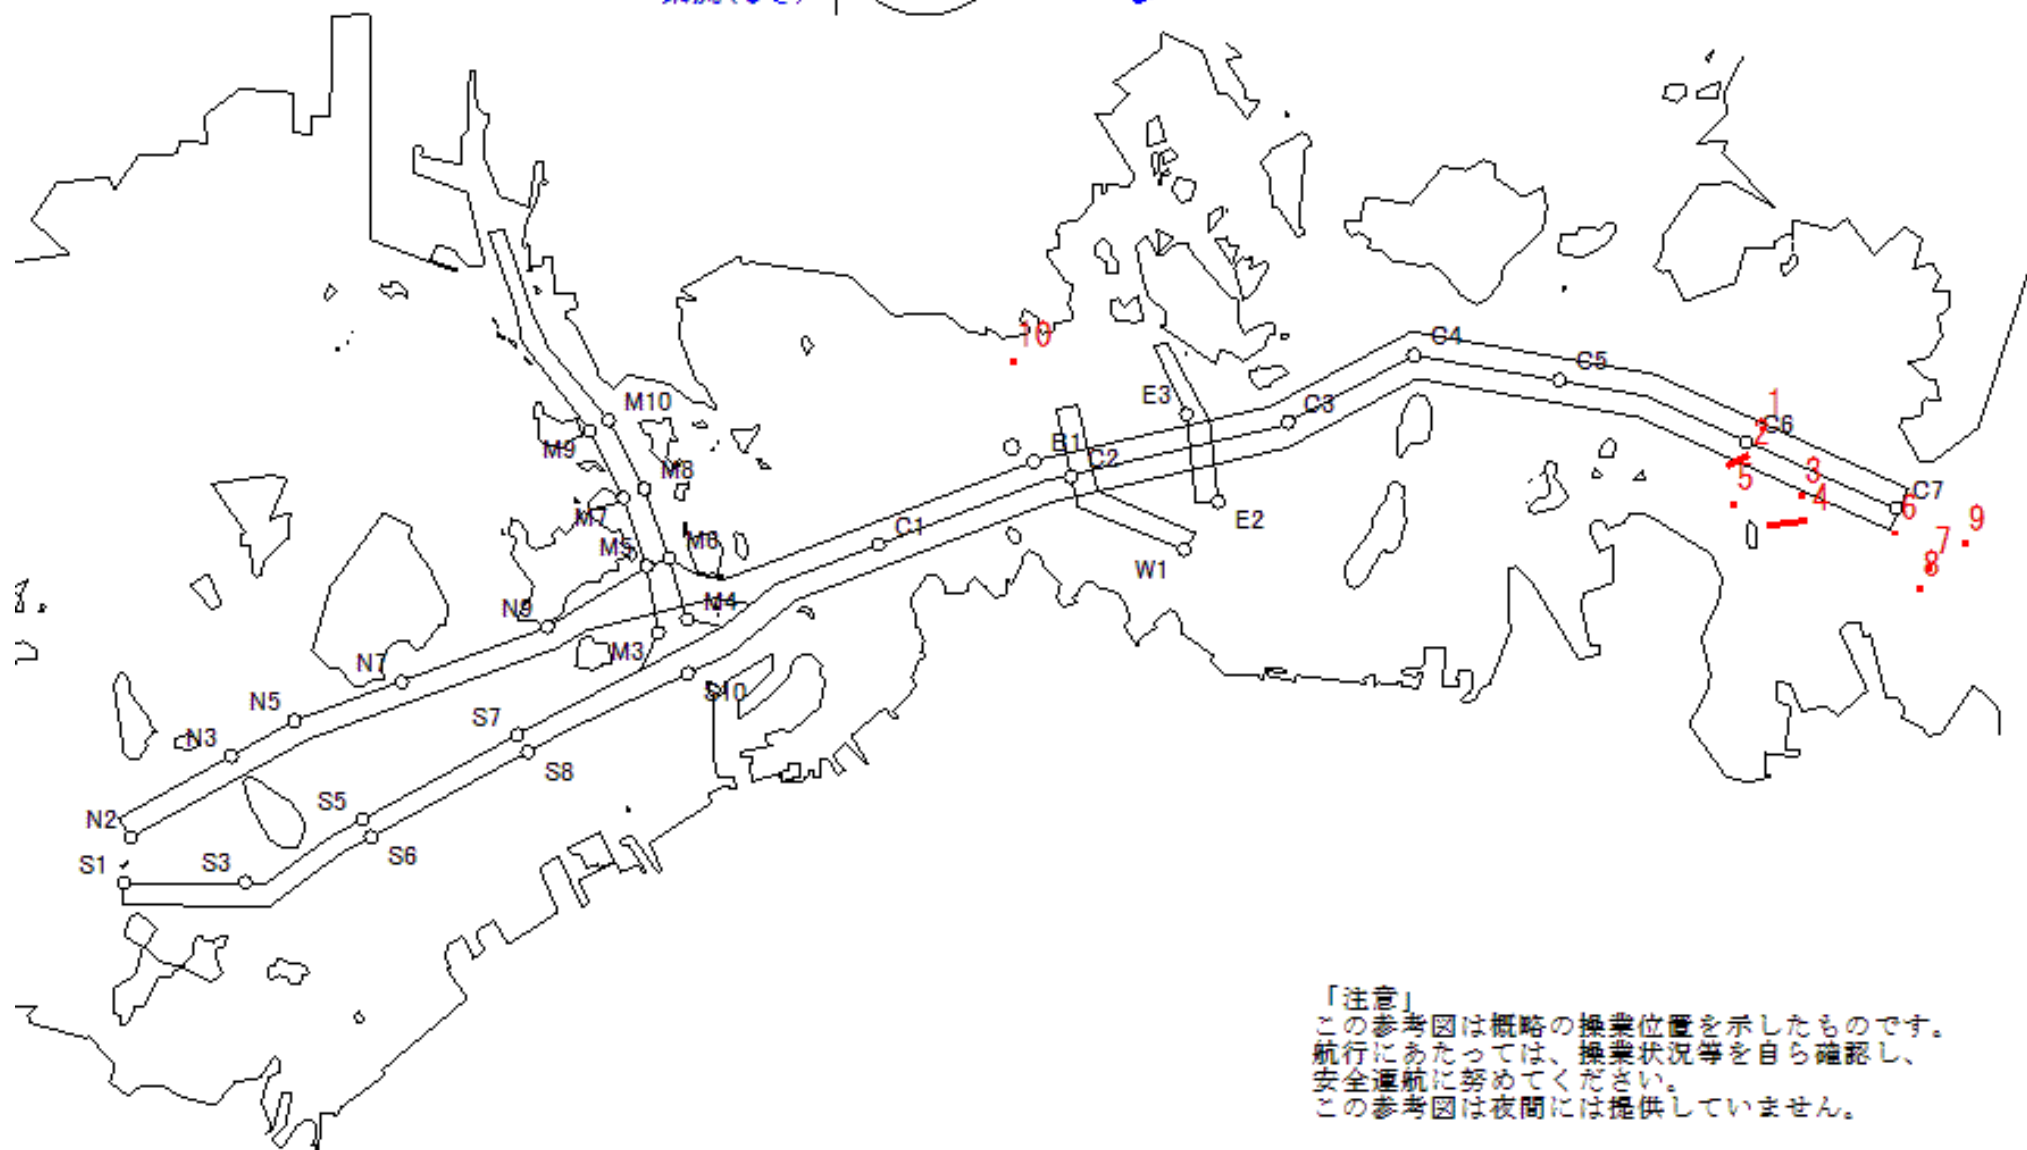 10
C4
C5
1
C6
2
E3
C3
M10
B1
M9
C2
M8
3
5
4
C7
6
9
M7
E2
C1
7
M5
M6
W1
8
N9
M4
M3
N7
S10
N5
N3
S7
S8
S5
N2
S6
S1
S3
「注意」
この参考図は概略の操業位置を示したものです。
航行にあたっては、操業状況等を自ら確認し、
安全運航に努めてください。
この参考図は夜間には提供していません。